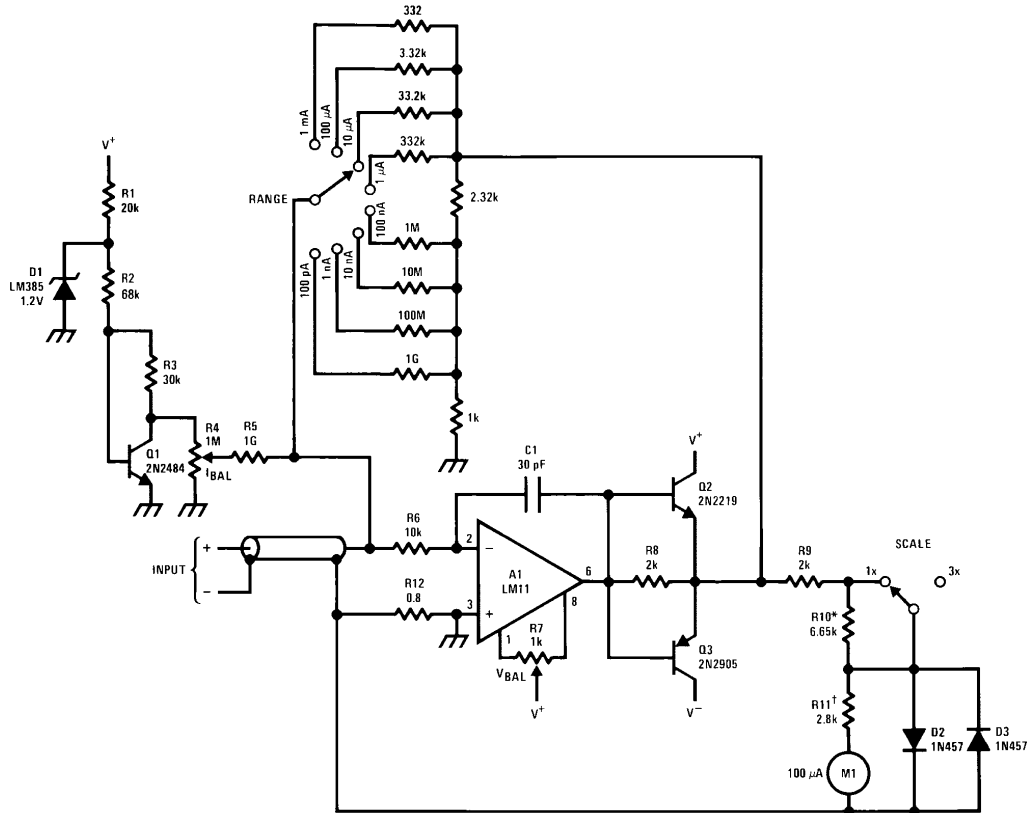 332
3.32k
33.2k
332k
1 mA
100 μA
10 μA
1 μA
RANGE
100 nA
10 nA
1 nA
100 pA
2.32k
1M
10M
100M
1G
1k
V+
R1
20k
D1
LM385
1.2V
R2
68k
R3
30k
Q1
2N2484
R4
1M
IBAL
R5
1G
C1
30 pF
V+
Q2
2N2219
INPUT
+
−
R6
10k
R12
0.8
2
−
3
+
A1
LM11
6
8
1
R7
1k
VBAL
V+
R8
2k
Q3
2N2905
V−
R9
2k
SCALE
1x
3x
R10*
6.65k
R11†
2.8k
100 μA
M1
D2
1N457
D3
1N457